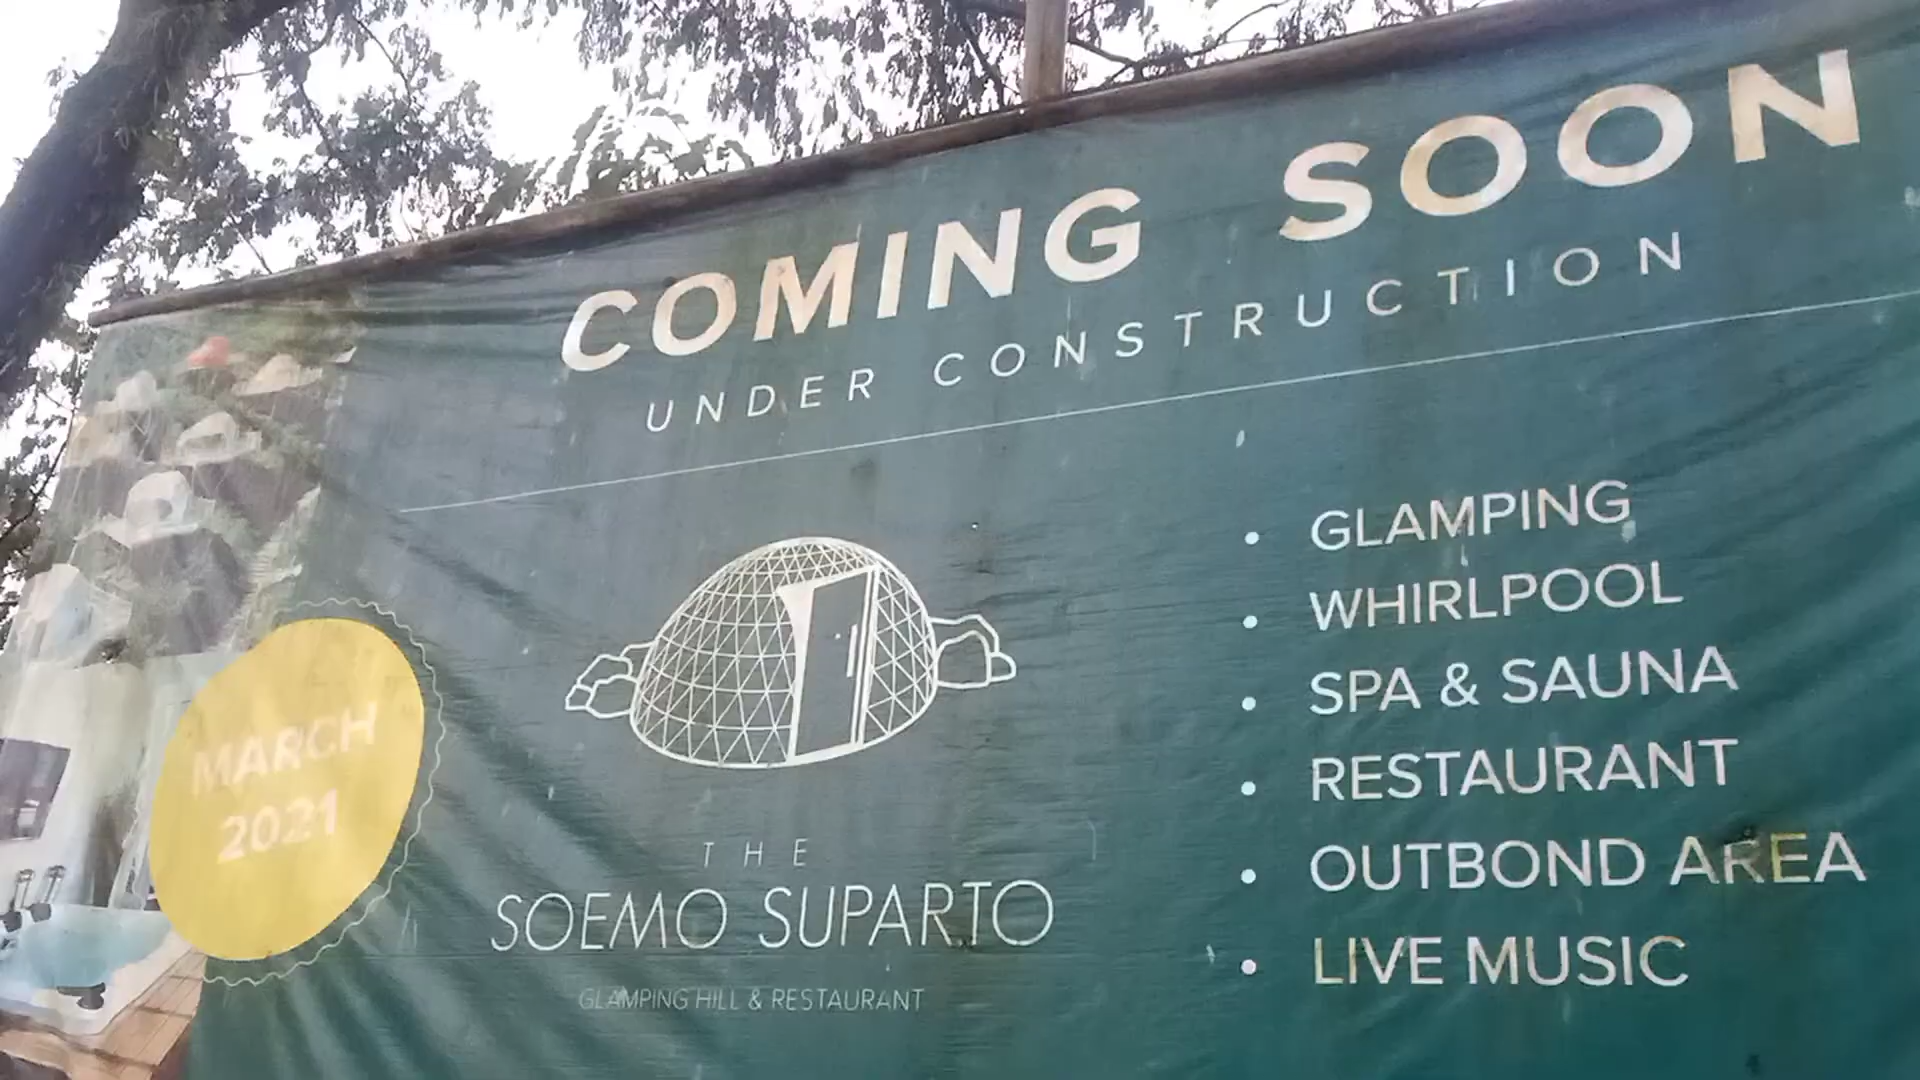 COMING SOON
UNDER CONSTRUCTION
MARCH
2021
THE
SOEMO SUPARTO
GLAMPING HILL & RESTAURANT
• GLAMPING
• WHIRLPOOL
• SPA & SAUNA
• RESTAURANT
• OUTBOND AREA
• LIVE MUSIC